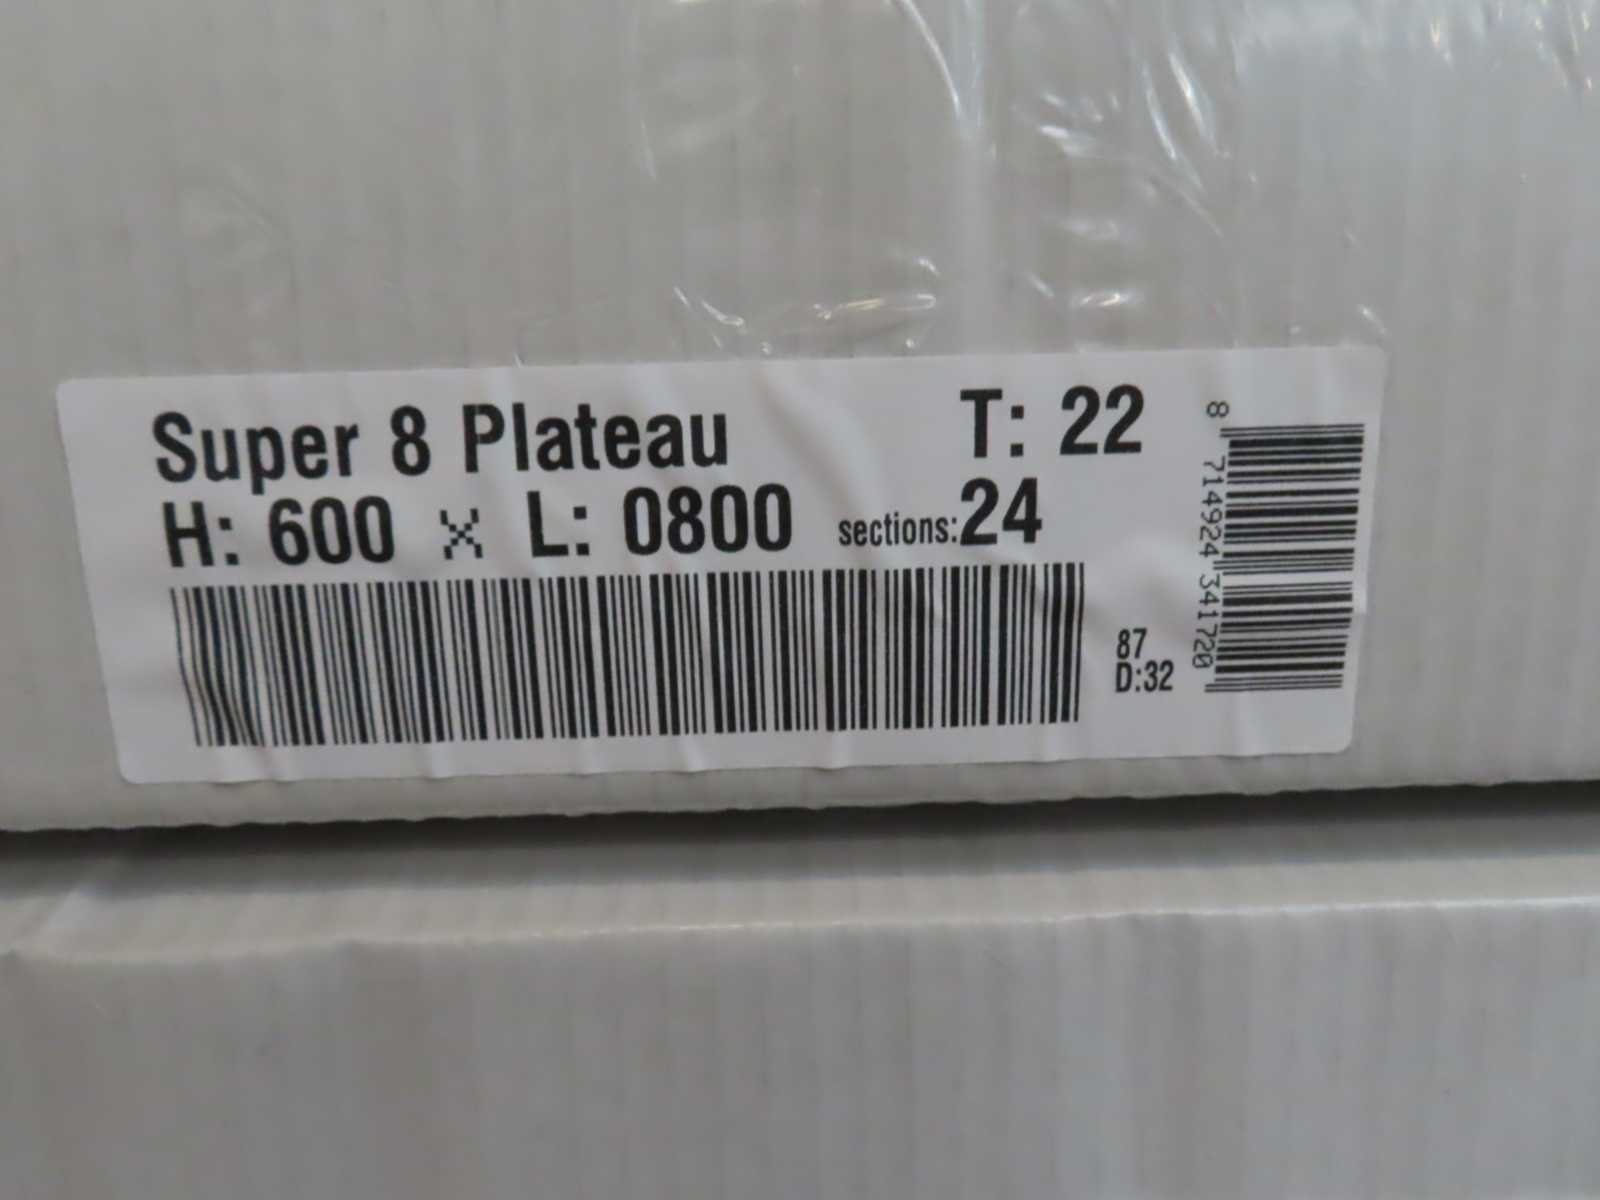 Super 8 Plateau T: 22
H: 600 x L: 0800 sections: 24
87
D:32
8 714924 341720